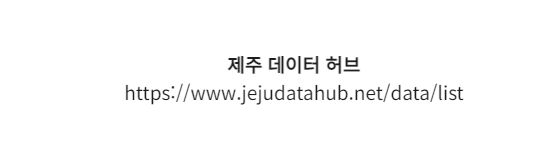 제주 데이터 허브
https://www.jejudatahub.net/data/list